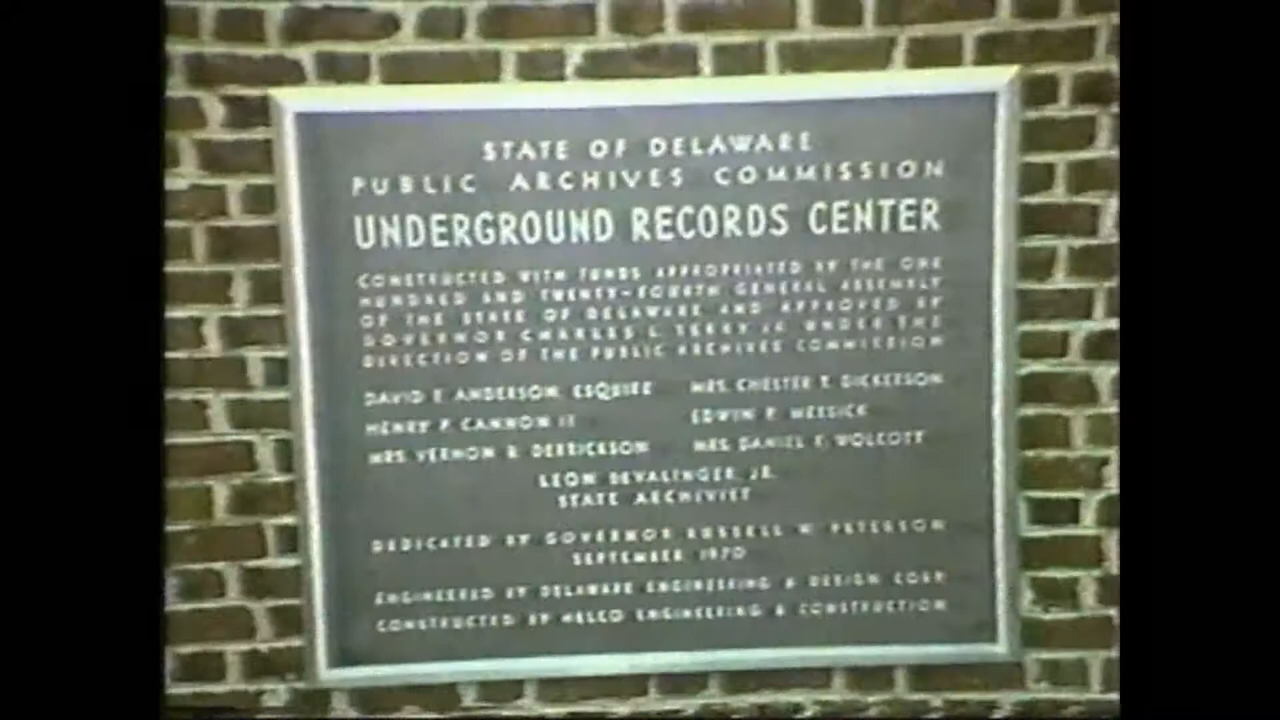 STATE OF DELAWARE
PUBLIC ARCHIVES COMMISSION
UNDERGROUND RECORDS CENTER
CONSTRUCTED WITH FUNDS APPROPRIATED BY THE ONE
HUNDRED AND TWENTY-FOURTH GENERAL ASSEMBLY
OF THE STATE OF DELAWARE AND APPROVED BY
GOVERNOR CHARLES L. TERRY JR. UNDER THE
DIRECTION OF THE PUBLIC ARCHIVES COMMISSION
DAVID F. ANDERSON, ESQUIRE MRS. CHESTER T. DICKERSON
HENRY P. CANNON II EDWIN P. MESSICK
MRS. VERNON B. DERRICKSON MRS. DANIEL F. WOLCOTT
LEON DEVALINGER, JR.
STATE ARCHIVIST
DEDICATED BY GOVERNOR RUSSELL W. PETERSON
SEPTEMBER 1970
ENGINEERED BY DELAWARE ENGINEERING & DESIGN CORP.
CONSTRUCTED BY ENGINEERING & CONSTRUCTION